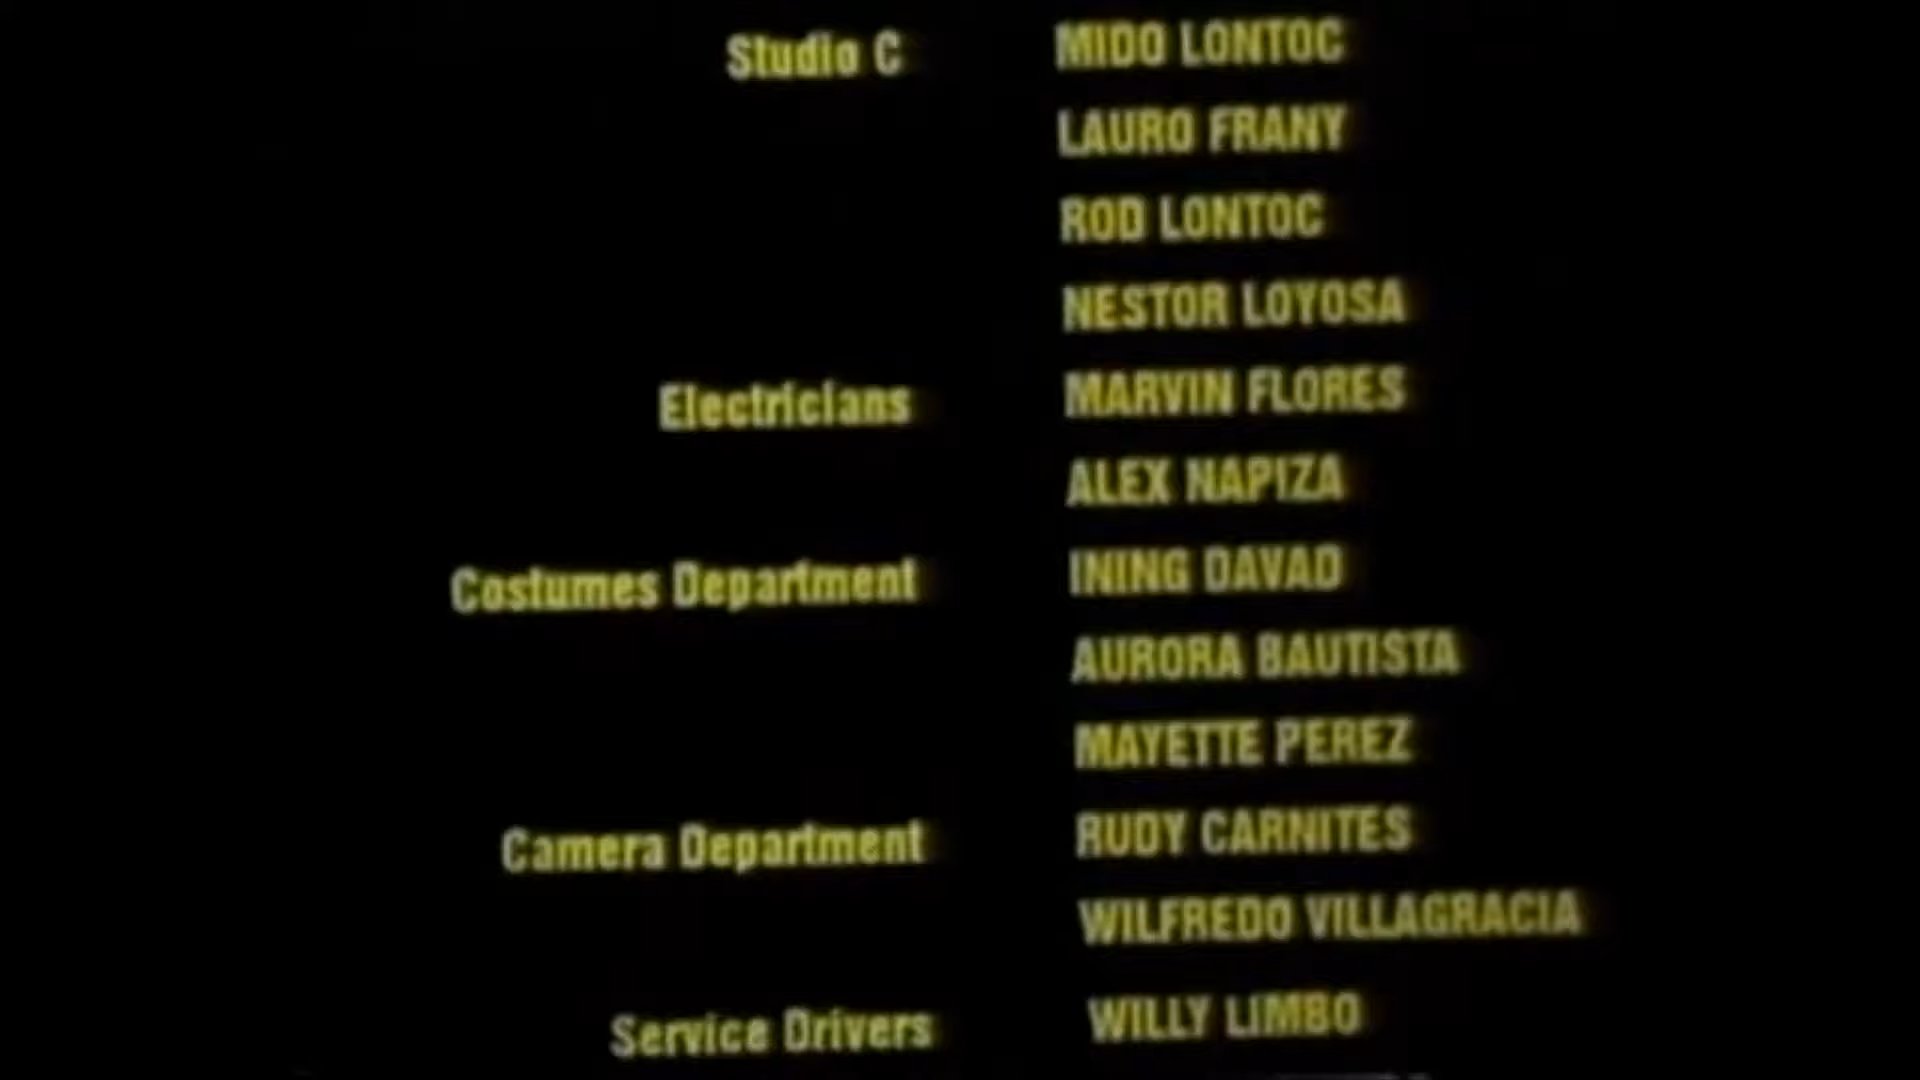 Studio C MIDO LONTOC
LAURO FRANY
ROD LONTOC
NESTOR LOYOSA
Electricians MARVIN FLORES
ALEX NAPIZA
Costumes Department INING DAVAD
AURORA BAUTISTA
MAYETTE PEREZ
Camera Department RUDY CARNITES
WILFREDO VILLAGRACIA
Service Drivers WILLY LIMBO